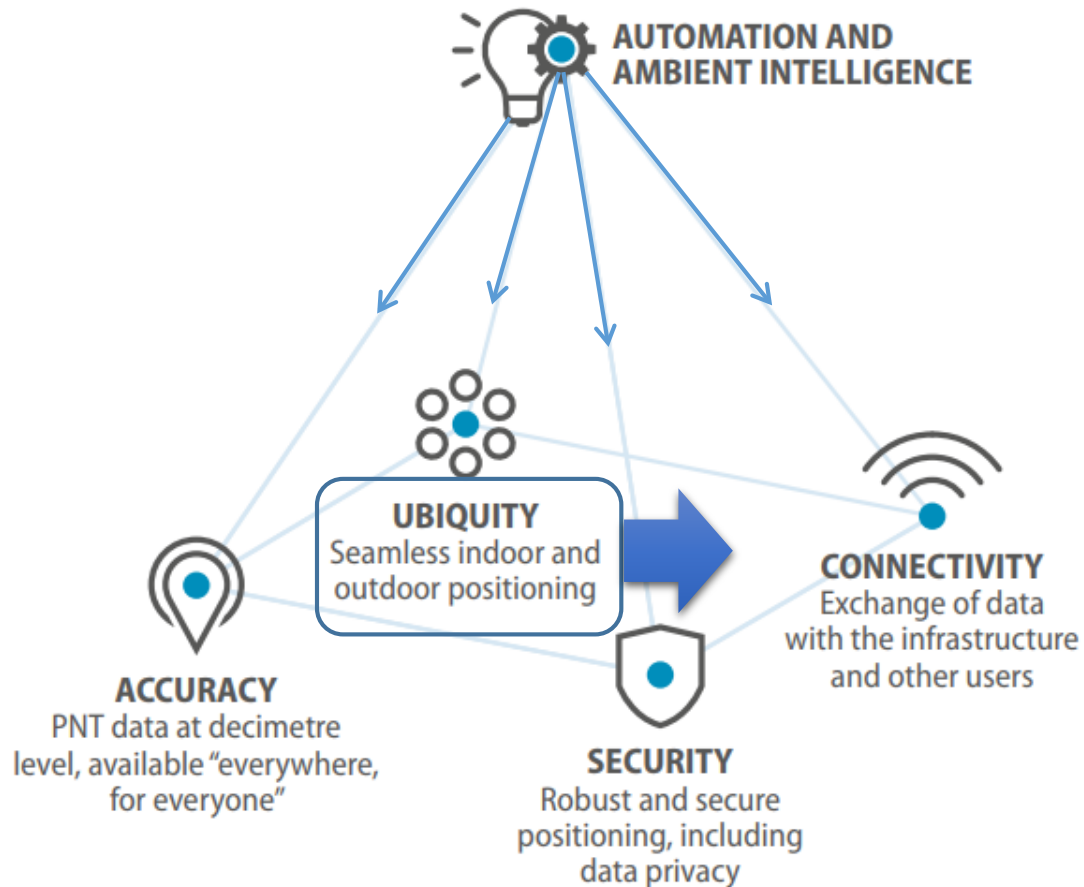 AUTOMATION AND
AMBIENT INTELLIGENCE
UBIQUITY
Seamless indoor and
outdoor positioning
CONNECTIVITY
Exchange of data
with the infrastructure
and other users
ACCURACY
PNT data at decimetre
level, available “everywhere,
for everyone”
SECURITY
Robust and secure
positioning, including
data privacy